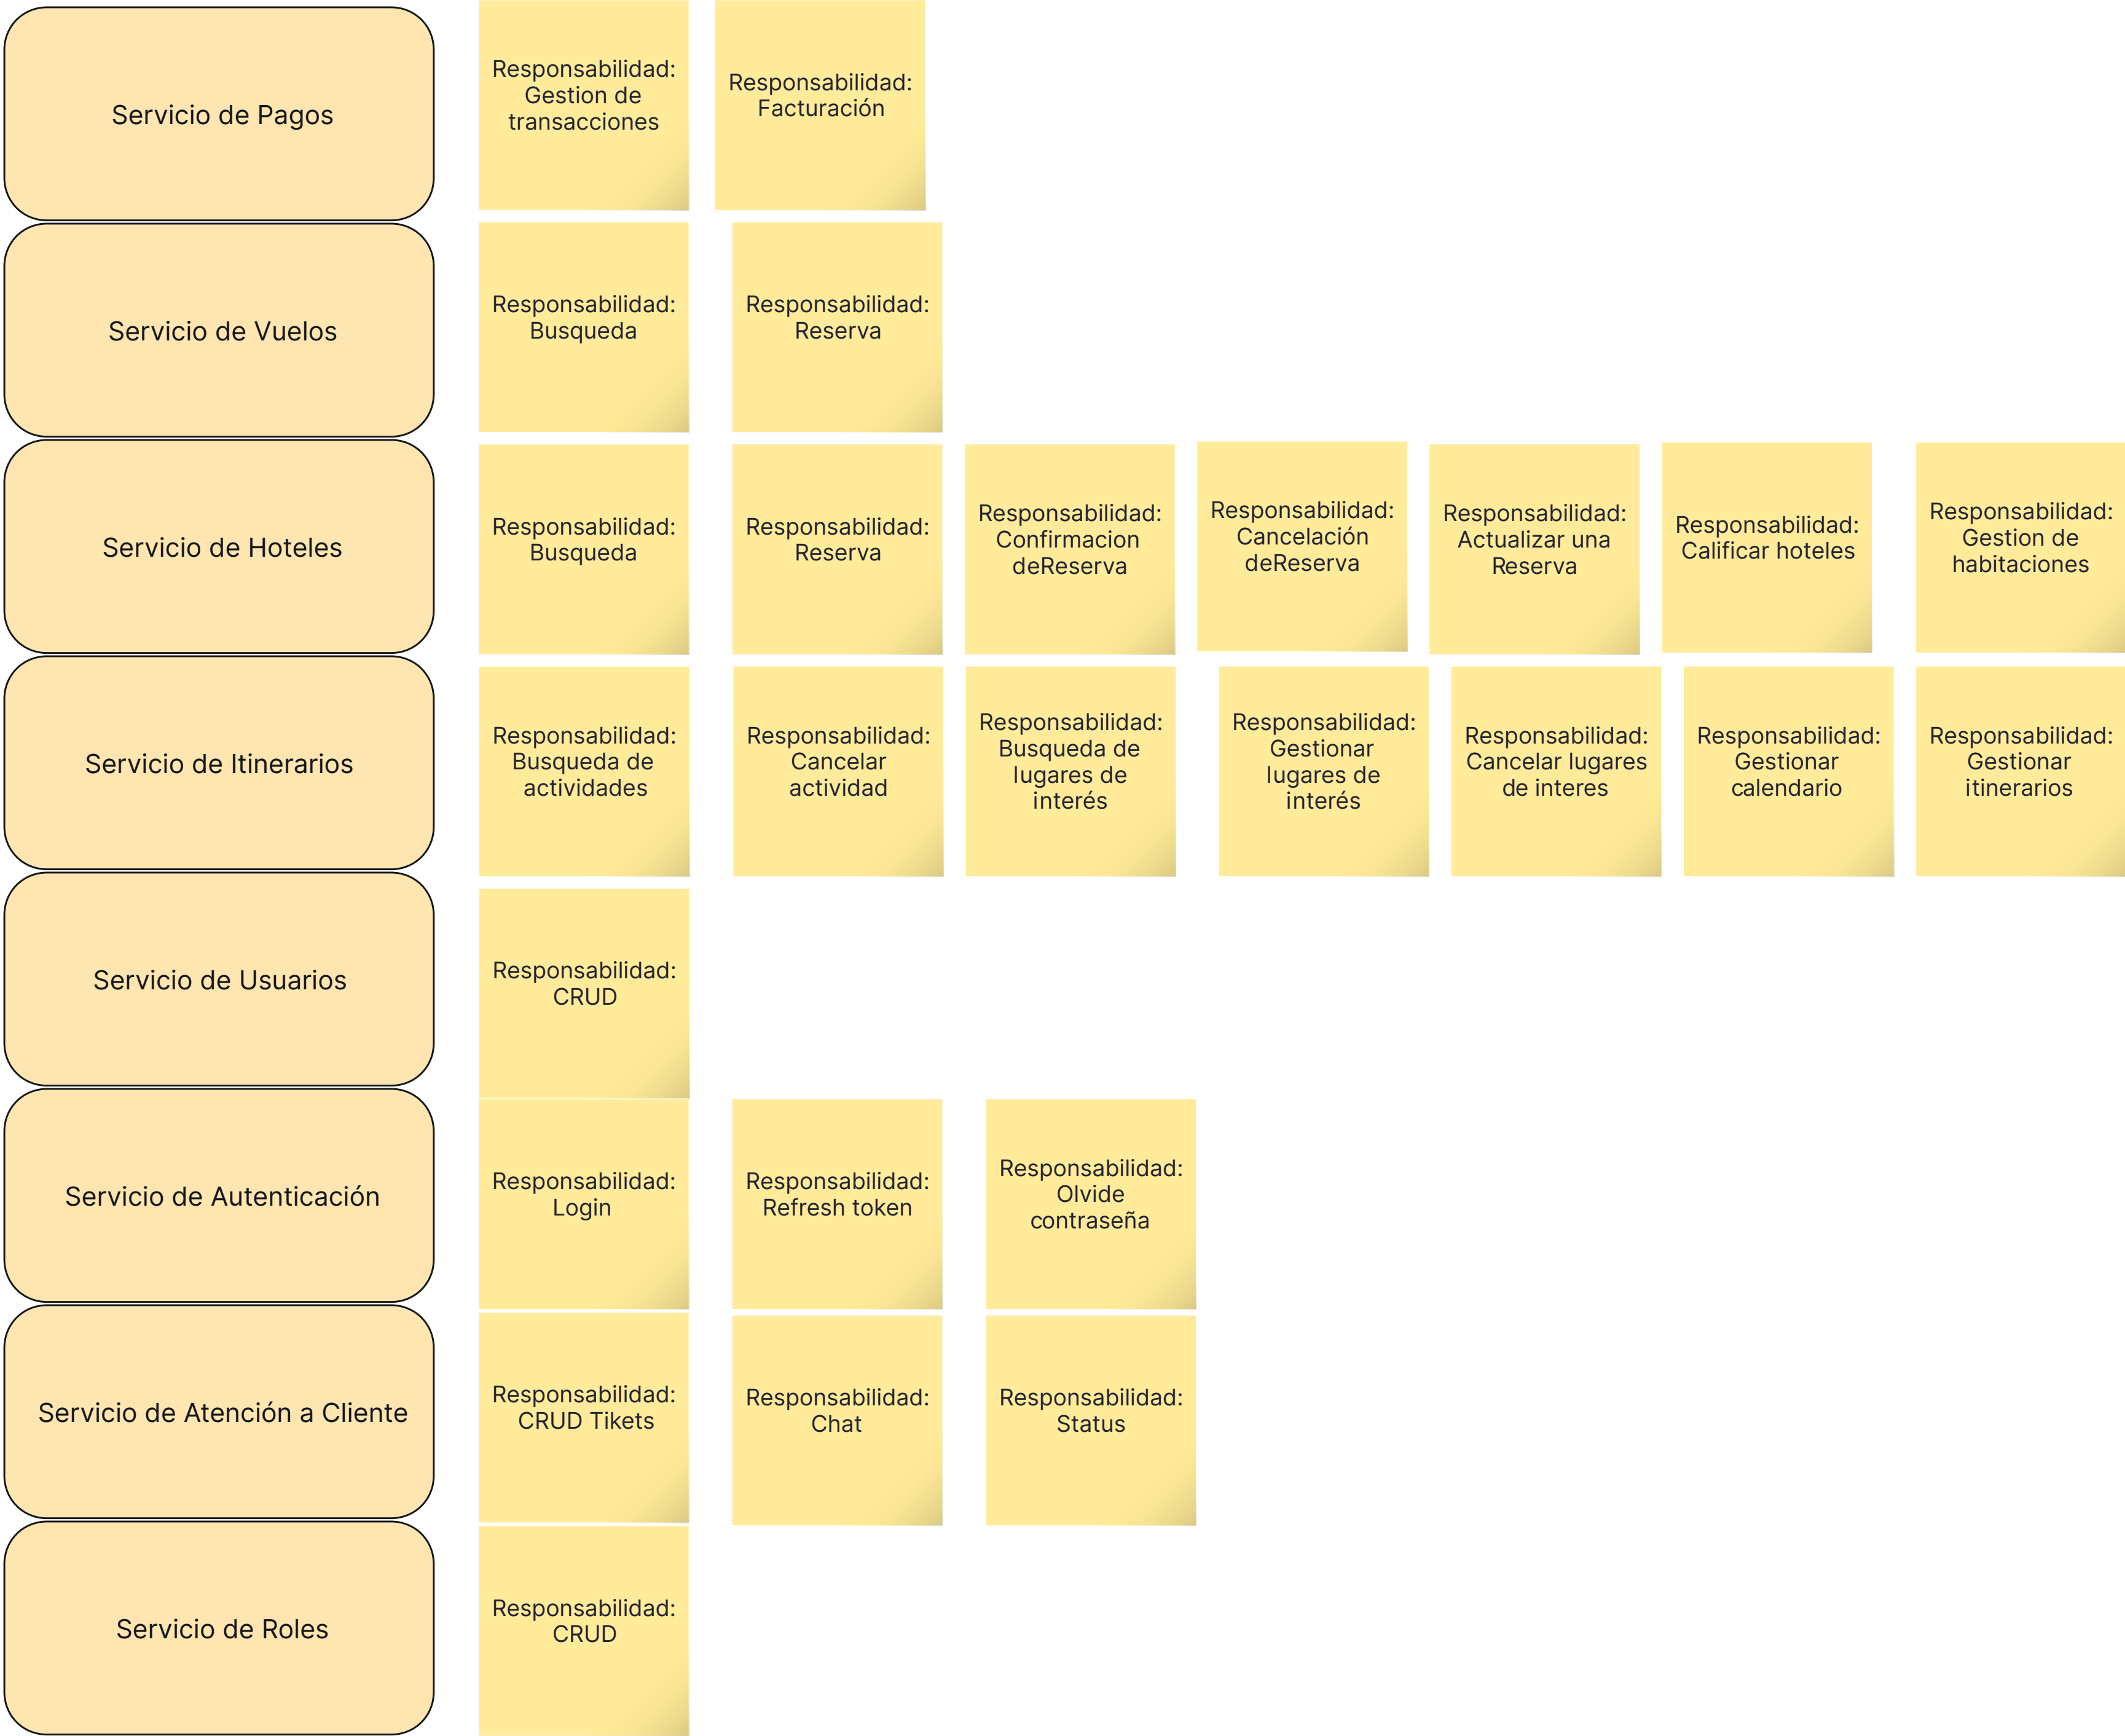 Servicio de Pagos
Responsabilidad:
Gestion de
transacciones
Responsabilidad:
Facturación
Servicio de Vuelos
Responsabilidad:
Busqueda
Responsabilidad:
Reserva
Servicio de Hoteles
Responsabilidad:
Busqueda
Responsabilidad:
Reserva
Responsabilidad:
Confirmacion
deReserva
Responsabilidad:
Cancelación
deReserva
Responsabilidad:
Actualizar una
Reserva
Responsabilidad:
Calificar hoteles
Responsabilidad:
Gestion de
habitaciones
Servicio de Itinerarios
Responsabilidad:
Busqueda de
actividades
Responsabilidad:
Cancelar
actividad
Responsabilidad:
Busqueda de
lugares de
interés
Responsabilidad:
Gestionar
lugares de
interés
Responsabilidad:
Cancelar lugares
de interes
Responsabilidad:
Gestionar
calendario
Responsabilidad:
Gestionar
itinerarios
Servicio de Usuarios
Responsabilidad:
CRUD
Servicio de Autenticación
Responsabilidad:
Login
Responsabilidad:
Refresh token
Responsabilidad:
Olvide
contraseña
Servicio de Atención a Cliente
Responsabilidad:
CRUD Tikets
Responsabilidad:
Chat
Responsabilidad:
Status
Servicio de Roles
Responsabilidad:
CRUD